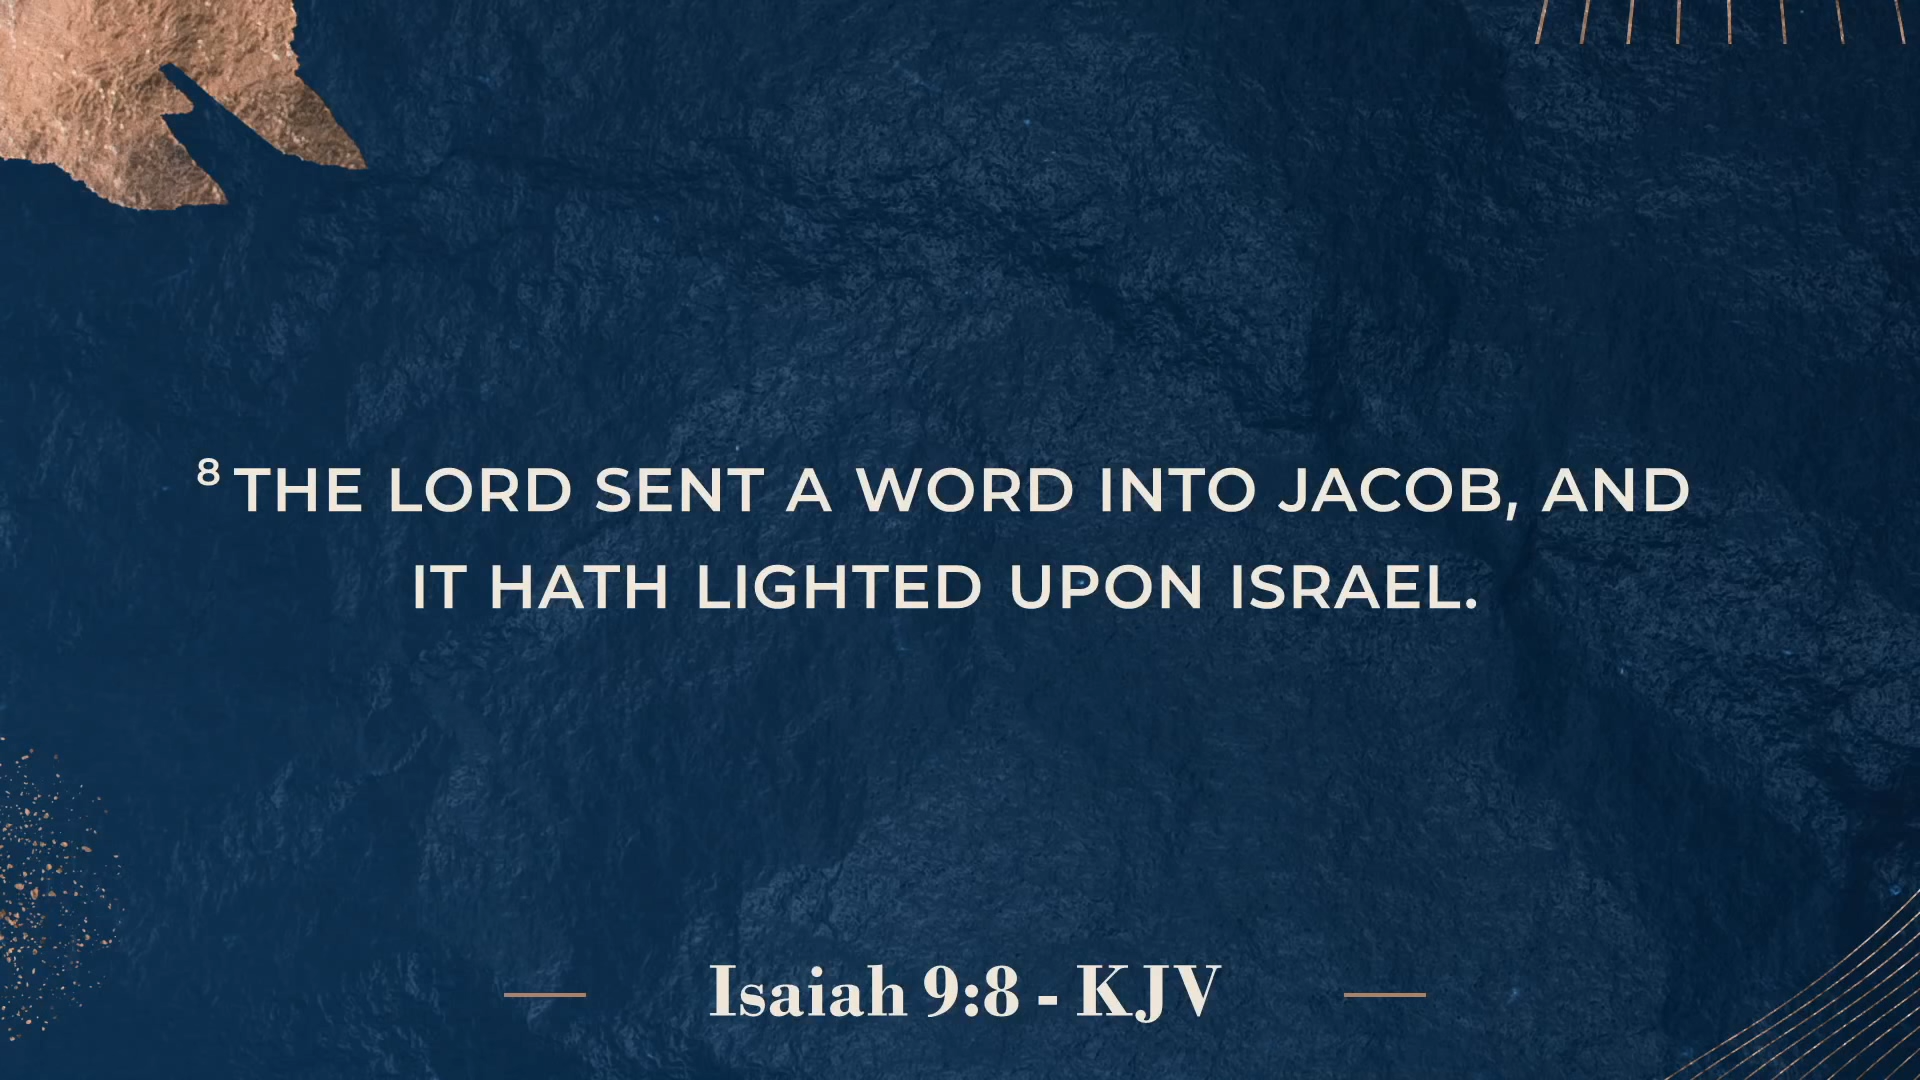 8 THE LORD SENT A WORD INTO JACOB, AND
IT HATH LIGHTED UPON ISRAEL.
Isaiah 9:8 - KJV